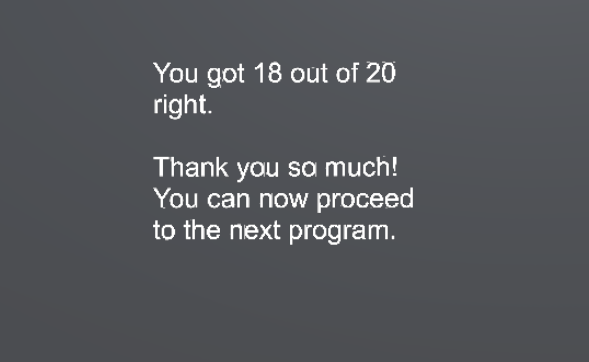 You got 18 out of 20
right.
Thank you so much!
You can now proceed
to the next program.